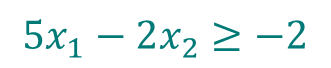 5x₁ − 2x₂ ≥ −2